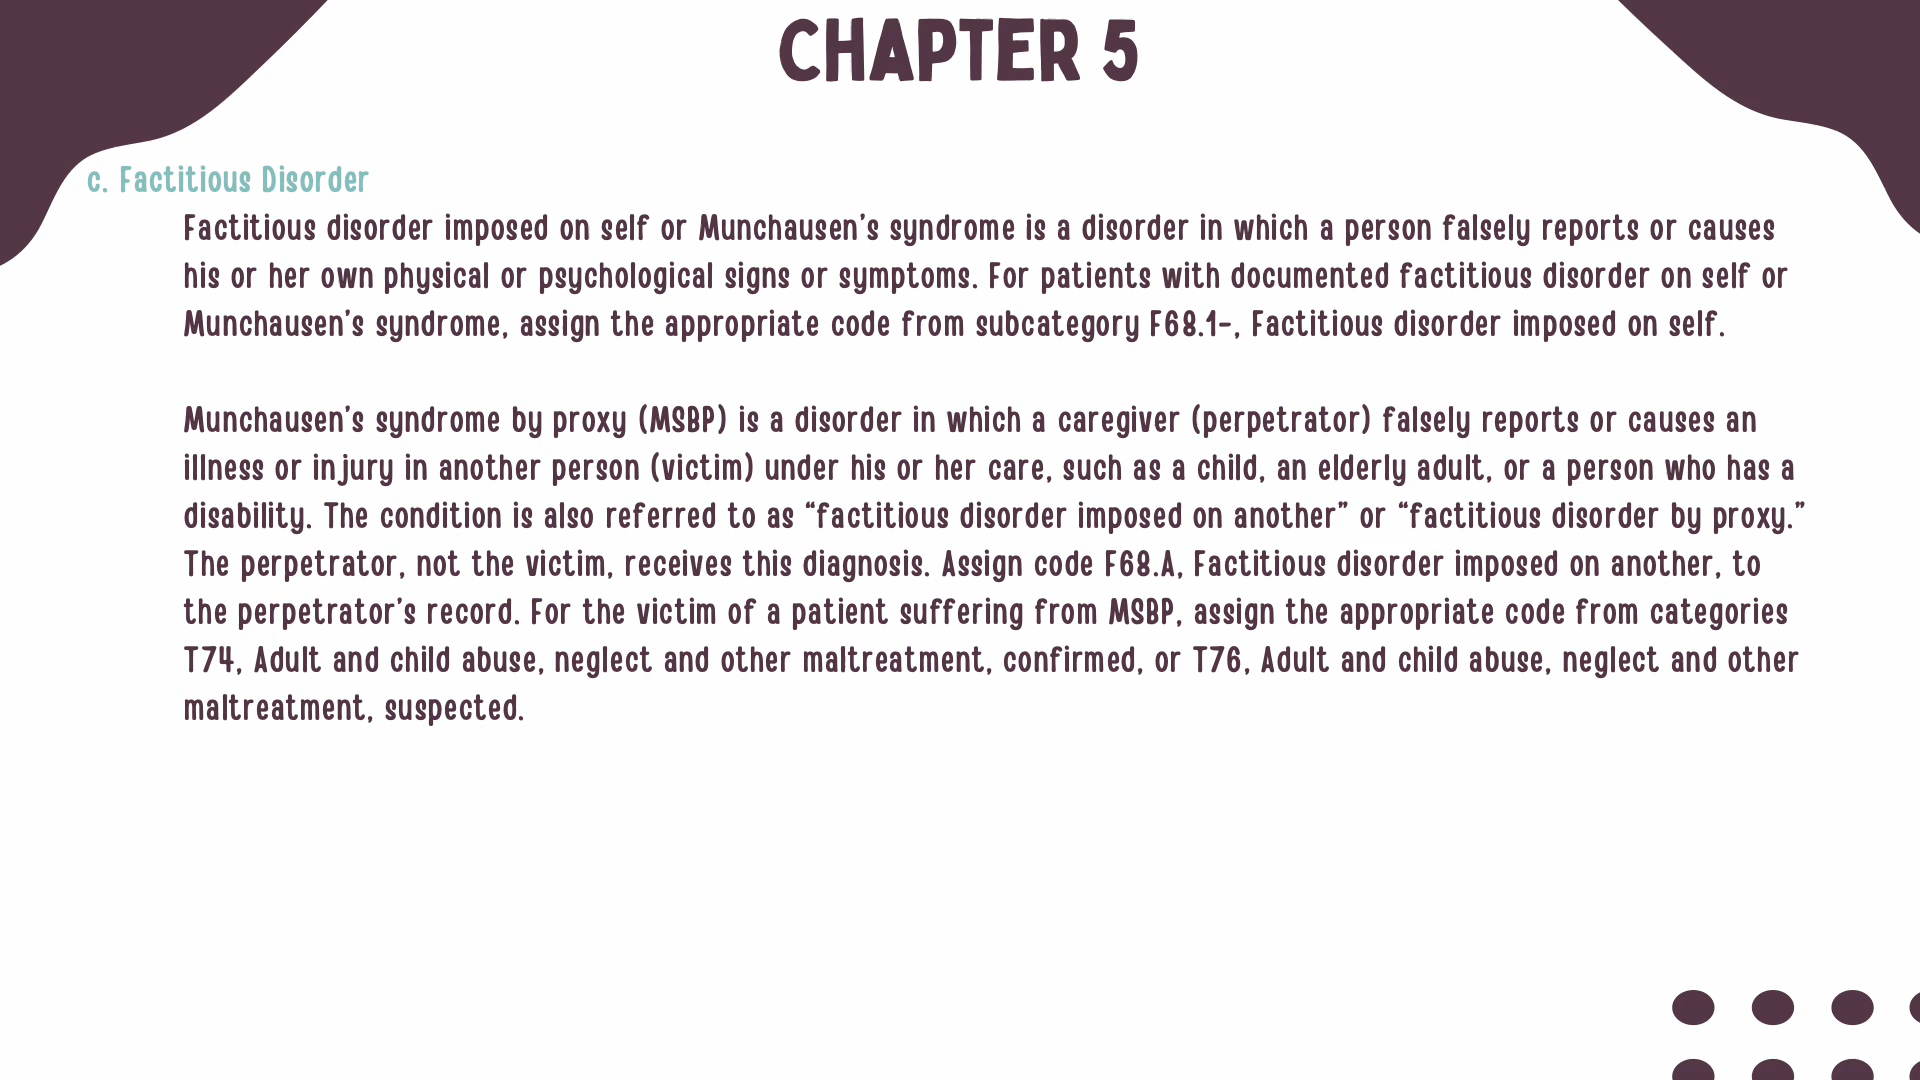 CHAPTER 5
c. Factitious Disorder
Factitious disorder imposed on self or Munchausen’s syndrome is a disorder in which a person falsely reports or causes
his or her own physical or psychological signs or symptoms. For patients with documented factitious disorder on self or
Munchausen’s syndrome, assign the appropriate code from subcategory F68.1-, Factitious disorder imposed on self.
Munchausen’s syndrome by proxy (MSBP) is a disorder in which a caregiver (perpetrator) falsely reports or causes an
illness or injury in another person (victim) under his or her care, such as a child, an elderly adult, or a person who has a
disability. The condition is also referred to as “factitious disorder imposed on another” or “factitious disorder by proxy.”
The perpetrator, not the victim, receives this diagnosis. Assign code F68.A, Factitious disorder imposed on another, to
the perpetrator’s record. For the victim of a patient suffering from MSBP, assign the appropriate code from categories
T74, Adult and child abuse, neglect and other maltreatment, confirmed, or T76, Adult and child abuse, neglect and other
maltreatment, suspected.